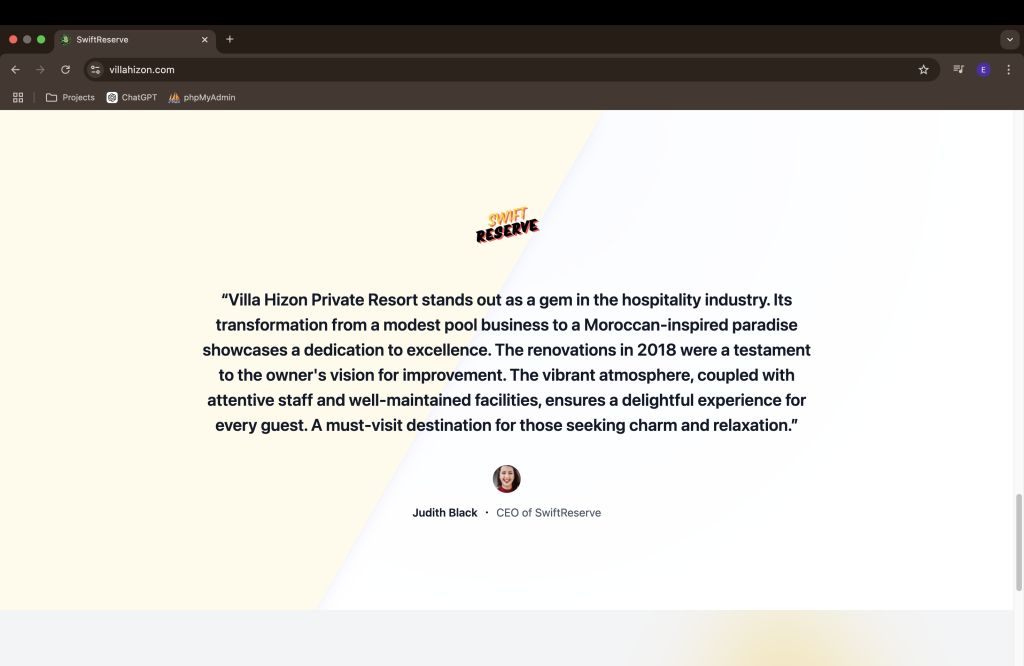 SwiftReserve
villahizon.com
E
Projects
ChatGPT
phpMyAdmin
SWIFT
RESERVE
“Villa Hizon Private Resort stands out as a gem in the hospitality industry. Its
transformation from a modest pool business to a Moroccan-inspired paradise
showcases a dedication to excellence. The renovations in 2018 were a testament
to the owner's vision for improvement. The vibrant atmosphere, coupled with
attentive staff and well-maintained facilities, ensures a delightful experience for
every guest. A must-visit destination for those seeking charm and relaxation.”
Judith Black · CEO of SwiftReserve